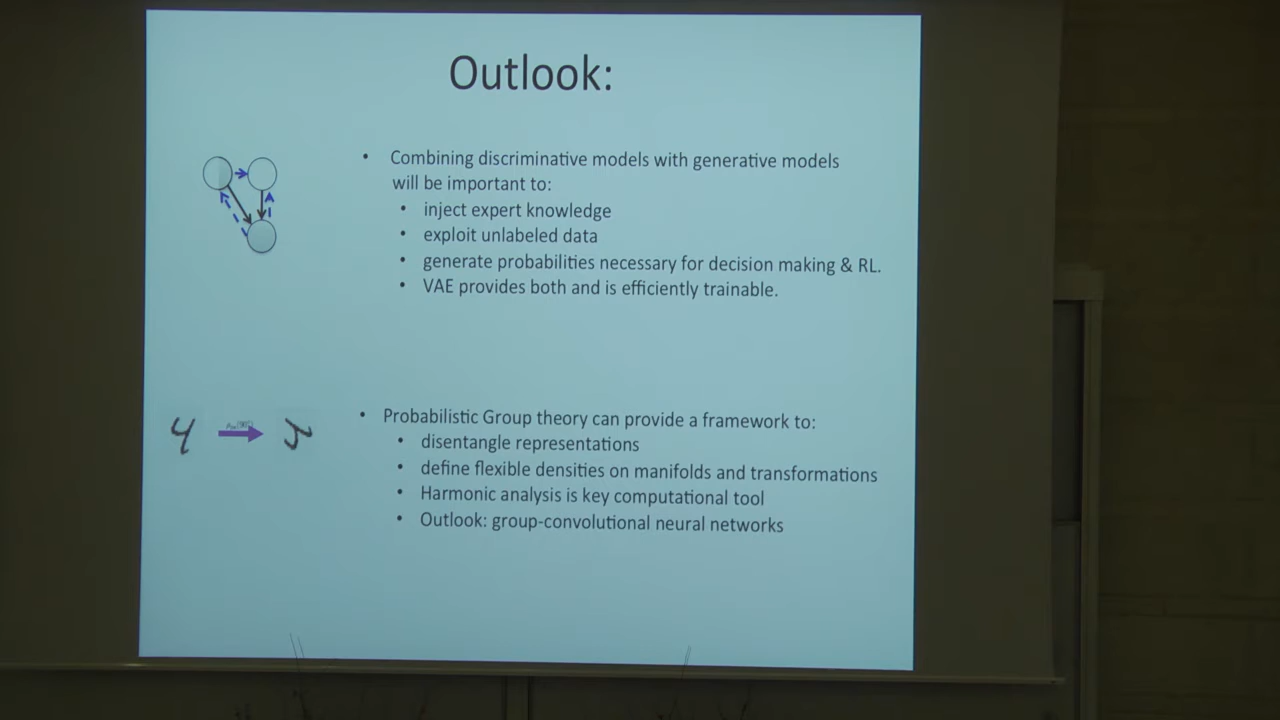 Outlook:
• Combining discriminative models with generative models
will be important to:
• inject expert knowledge
• exploit unlabeled data
• generate probabilities necessary for decision making & RL.
• VAE provides both and is efficiently trainable.
• Probabilistic Group theory can provide a framework to:
• disentangle representations
• define flexible densities on manifolds and transformations
• Harmonic analysis is key computational tool
• Outlook: group-convolutional neural networks